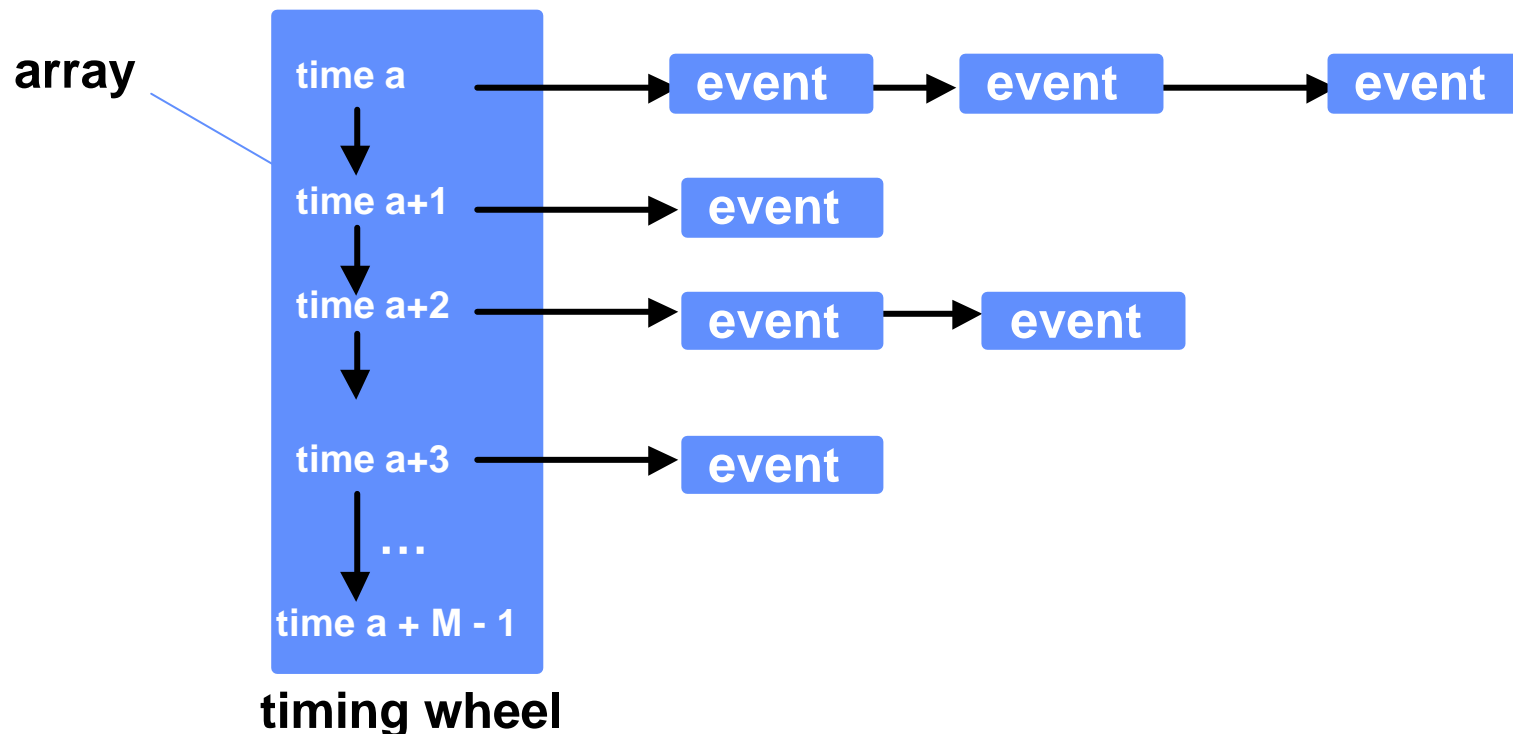 array
time a event event event
time a+1 event
time a+2 event event
time a+3 event
...
time a + M - 1
timing wheel